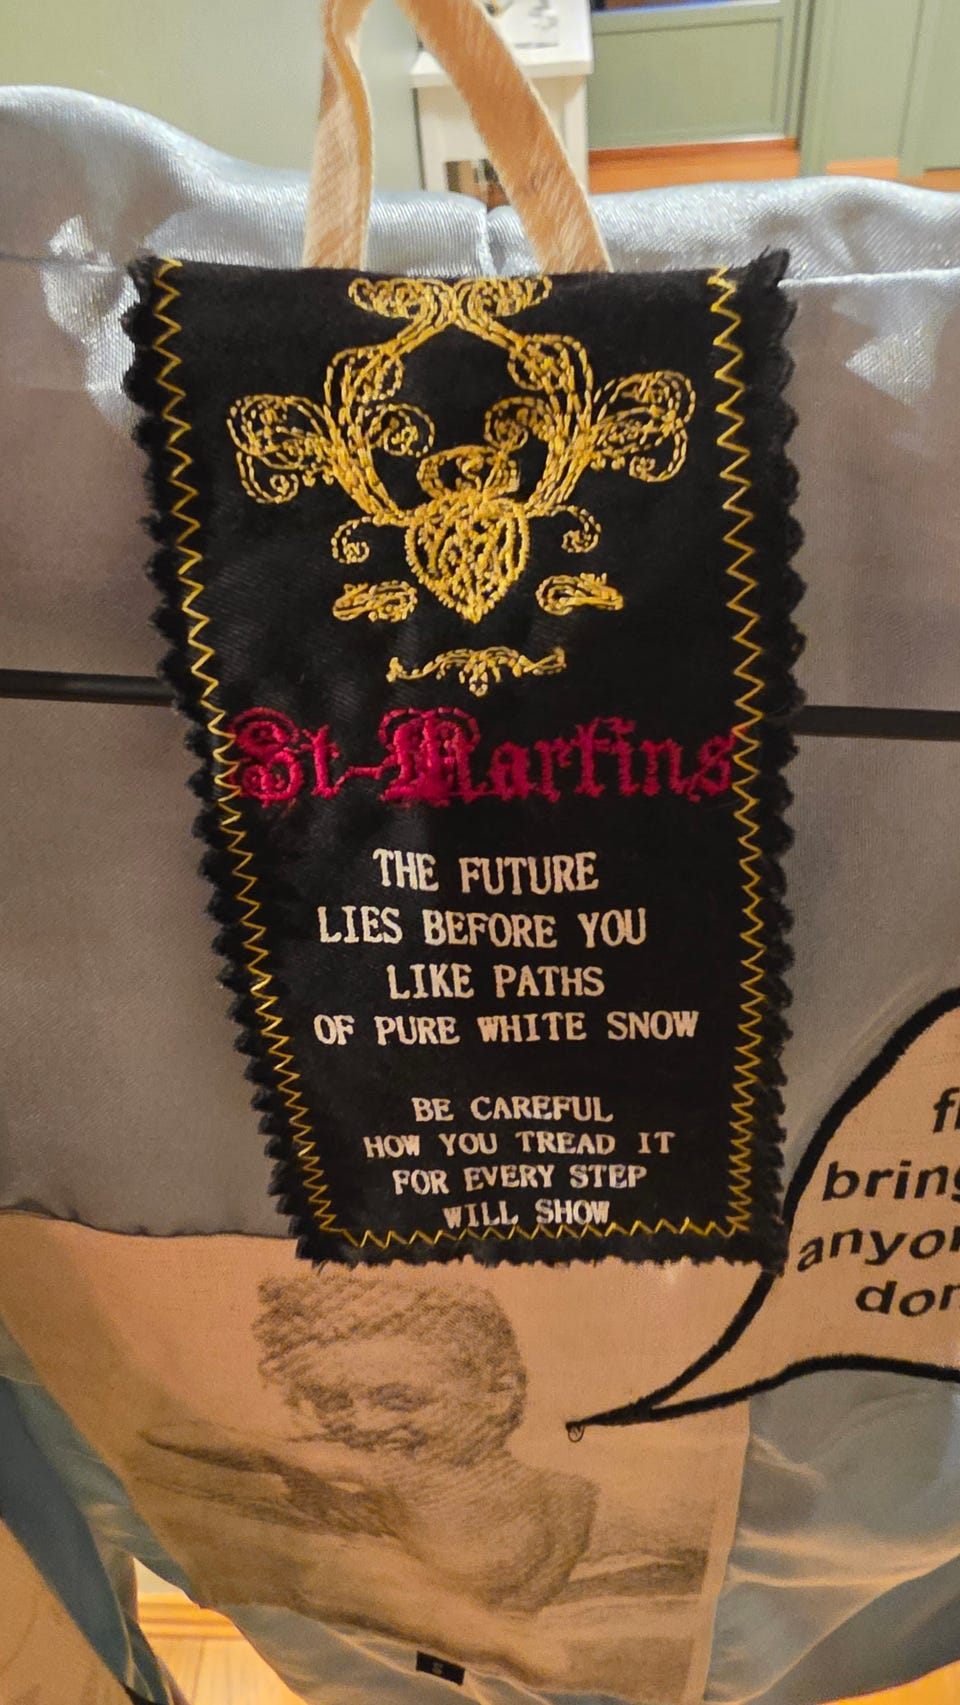 St-Martins
THE FUTURE
LIES BEFORE YOU
LIKE PATHS
OF PURE WHITE SNOW
BE CAREFUL
HOW YOU TREAD IT
FOR EVERY STEP
WILL SHOW